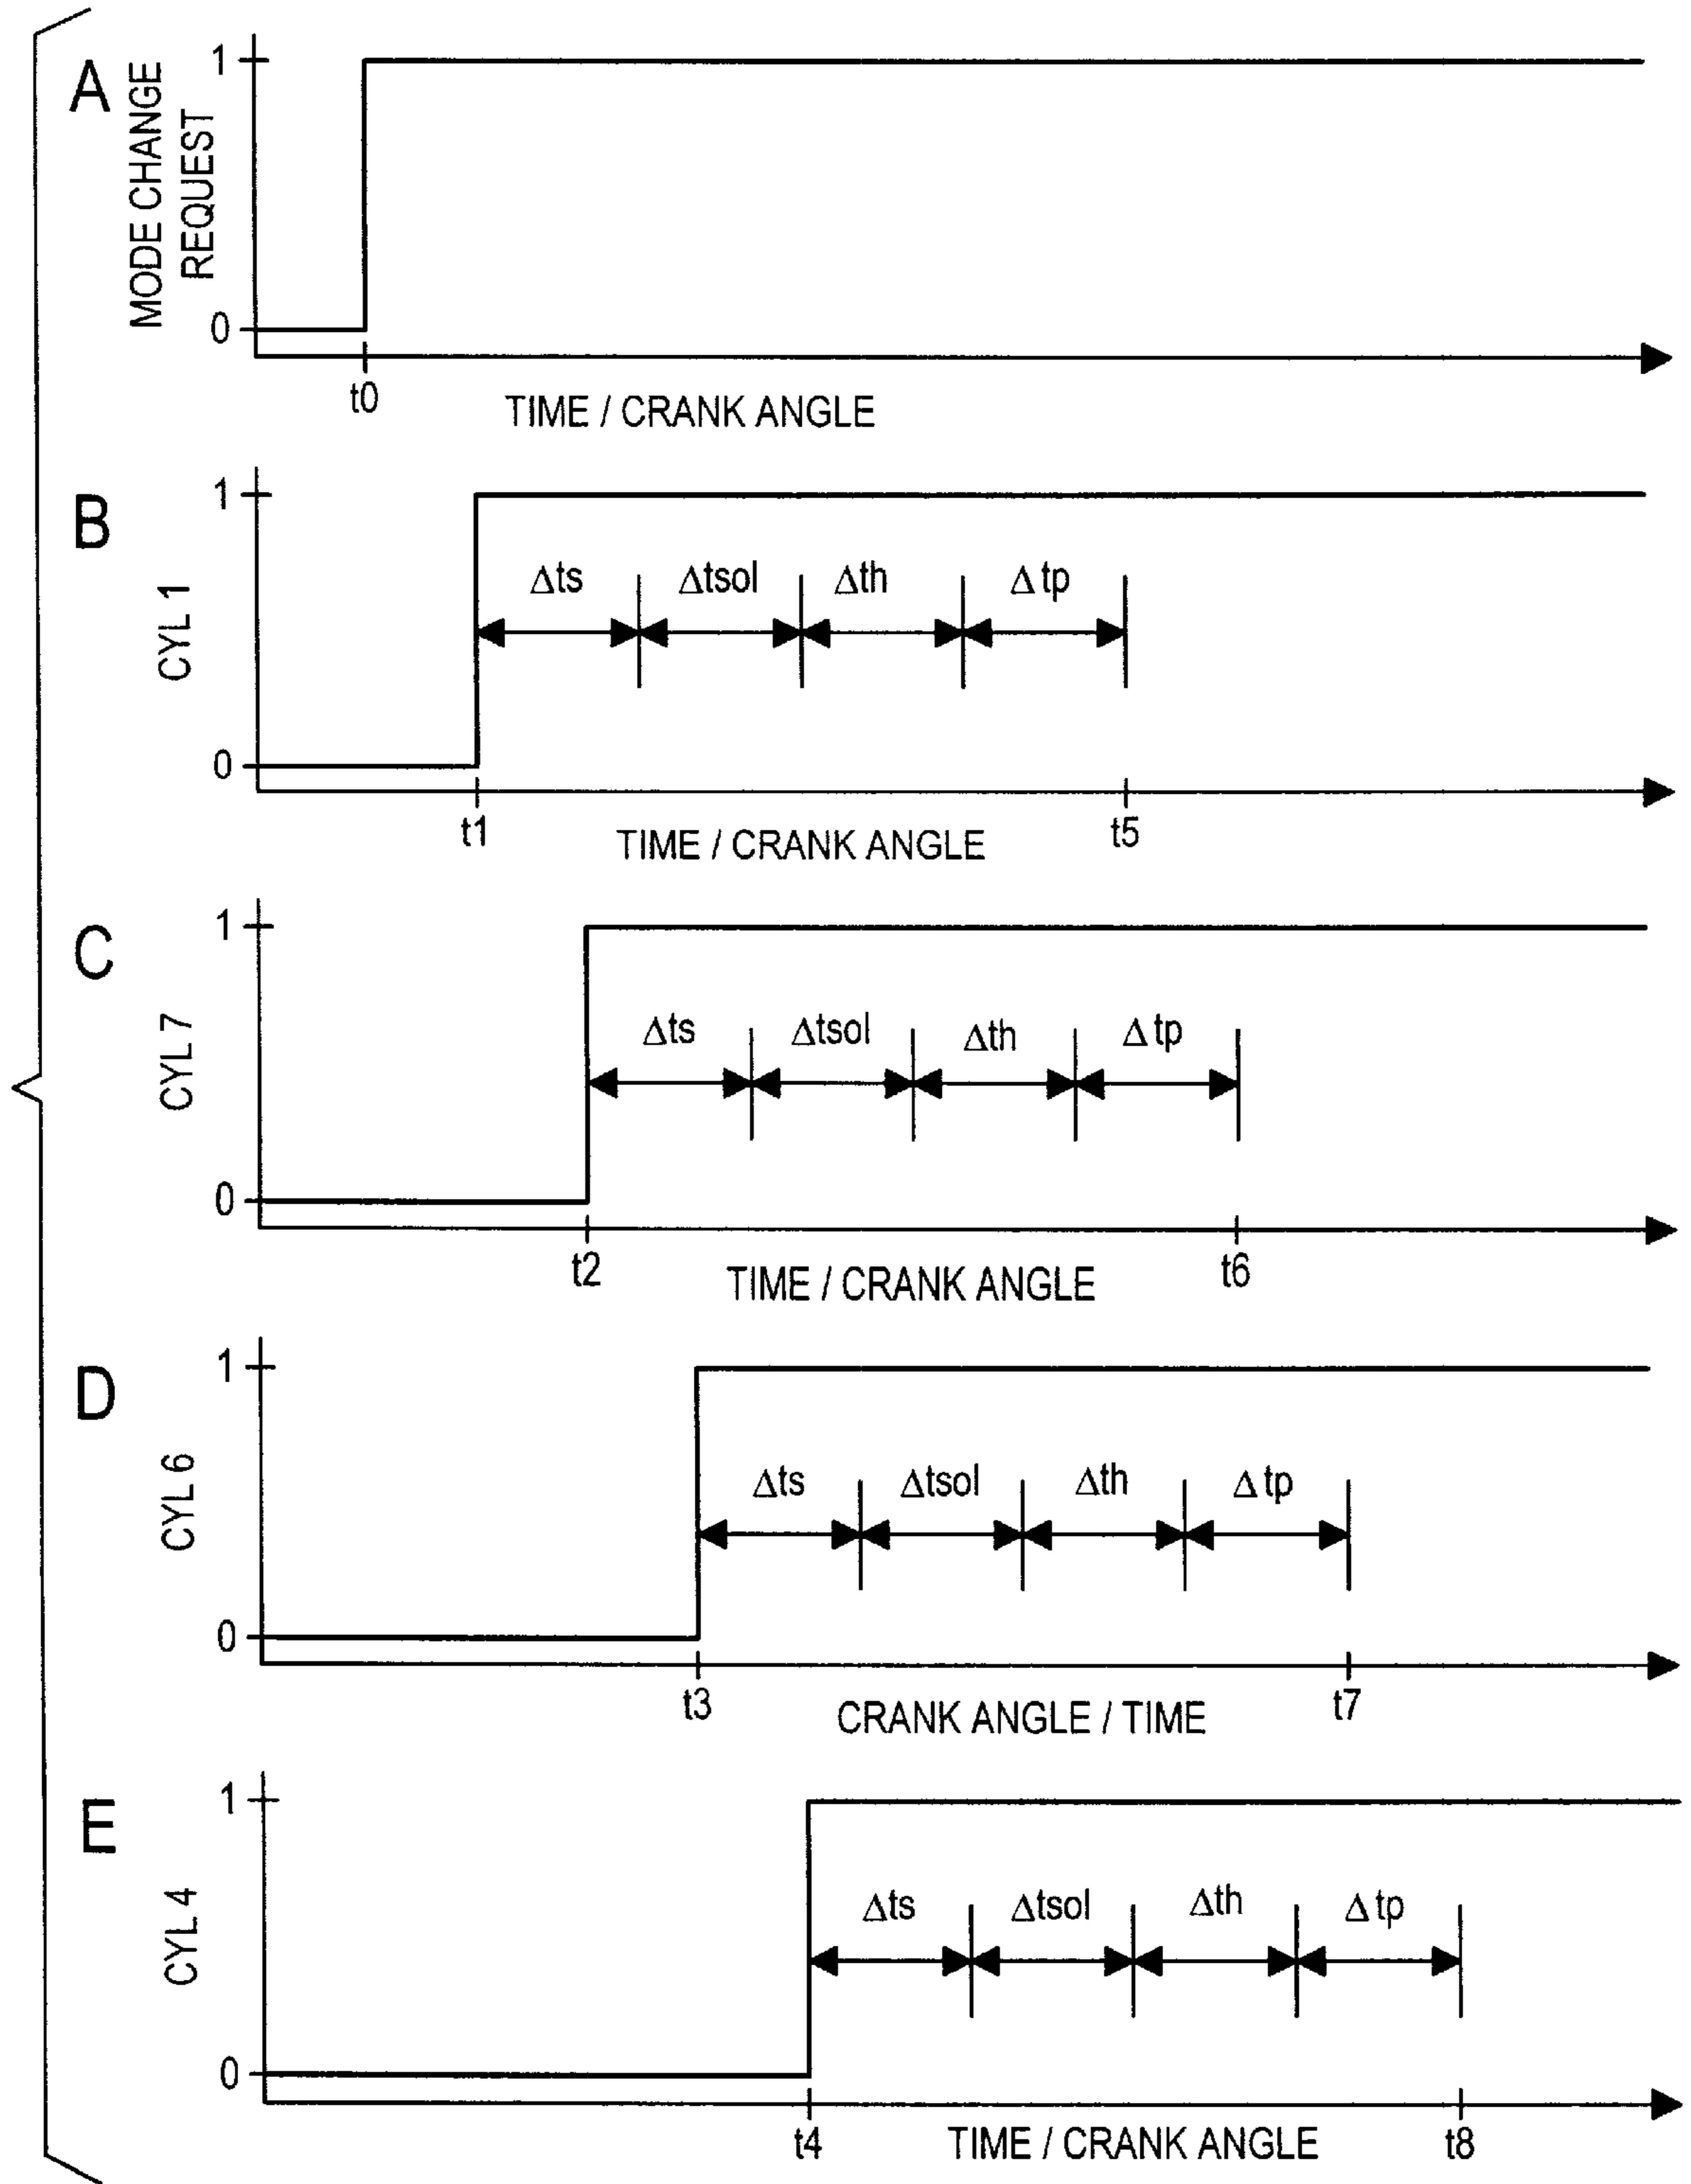 A
MODE CHANGE
REQUEST
1
0
t0
TIME / CRANK ANGLE
B
CYL 1
1
0
Δts
Δtsol
Δth
Δtp
t1
TIME / CRANK ANGLE
t5
C
CYL 7
1
0
Δts
Δtsol
Δth
Δtp
t2
TIME / CRANK ANGLE
t6
D
CYL 6
1
0
Δts
Δtsol
Δth
Δtp
t3
CRANK ANGLE / TIME
t7
E
CYL 4
1
0
Δts
Δtsol
Δth
Δtp
t4
TIME / CRANK ANGLE
t8